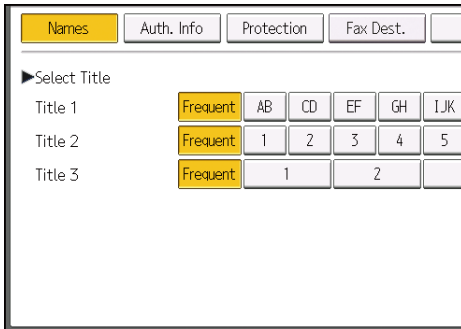 Names Auth. Info Protection Fax Dest.
▶Select Title
Title 1 Frequent AB CD EF GH IJK
Title 2 Frequent 1 2 3 4 5
Title 3 Frequent 1 2